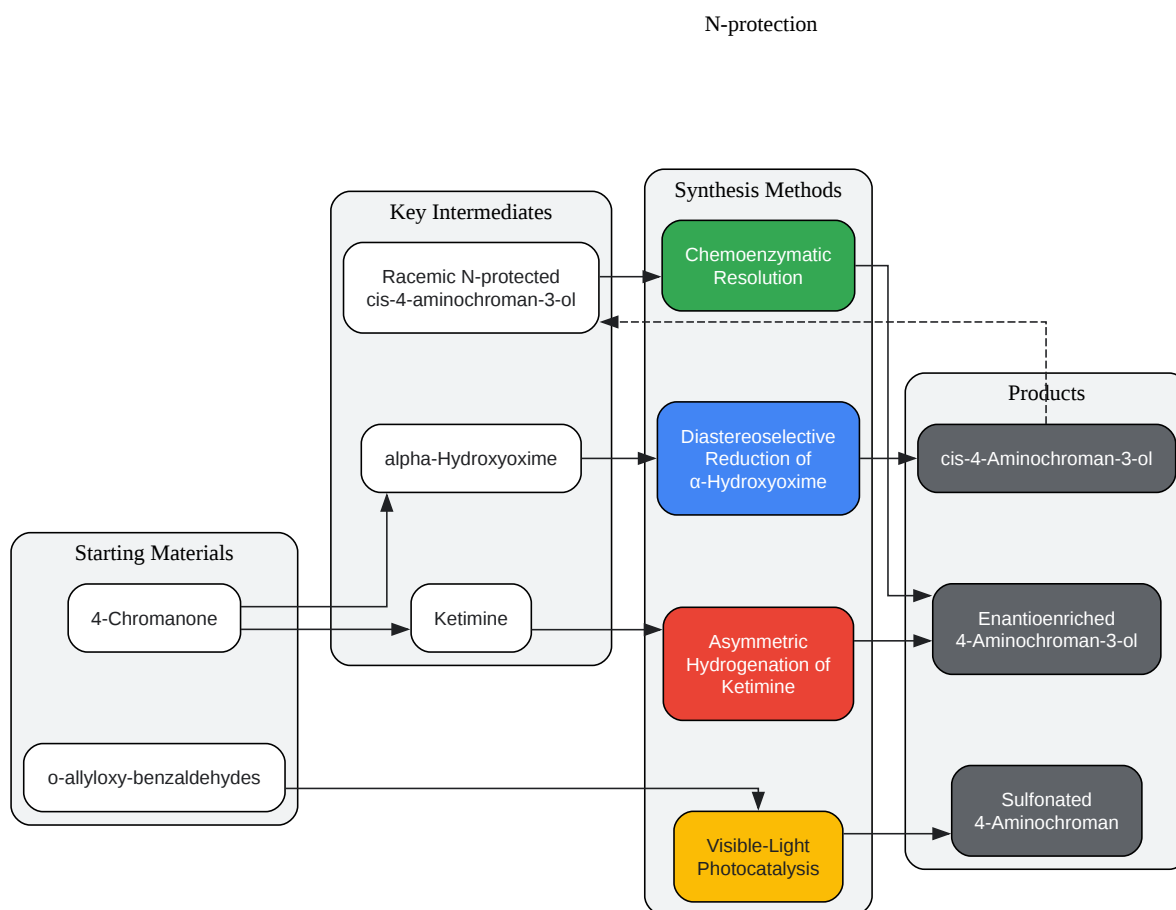 N-protection
Starting Materials
4-Chromanone
o-allyloxy-benzaldehydes
Key Intermediates
Racemic N-protected
cis-4-aminochroman-3-ol
alpha-Hydroxyoxime
Ketimine
Synthesis Methods
Chemoenzymatic
Resolution
Diastereoselective
Reduction of
α-Hydroxyoxime
Asymmetric
Hydrogenation of
Ketimine
Visible-Light
Photocatalysis
Products
cis-4-Aminochroman-3-ol
Enantioenriched
4-Aminochroman-3-ol
Sulfonated
4-Aminochroman